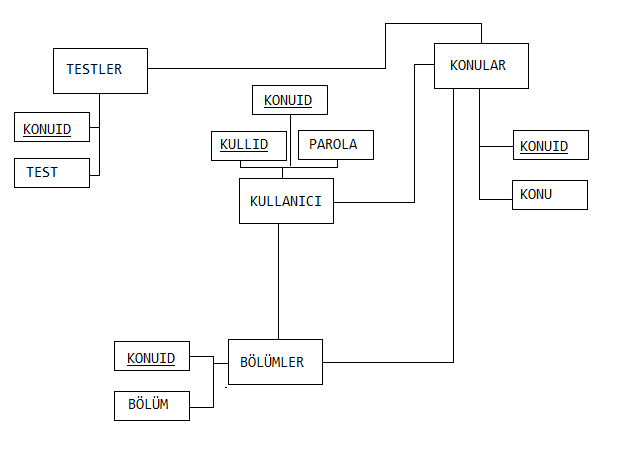 TESTLER
KONULAR
KONUID
KONUID
KULLID
PAROLA
KONUID
TEST
KONU
KULLANICI
KONUID
BÖLÜMLER
BÖLÜM